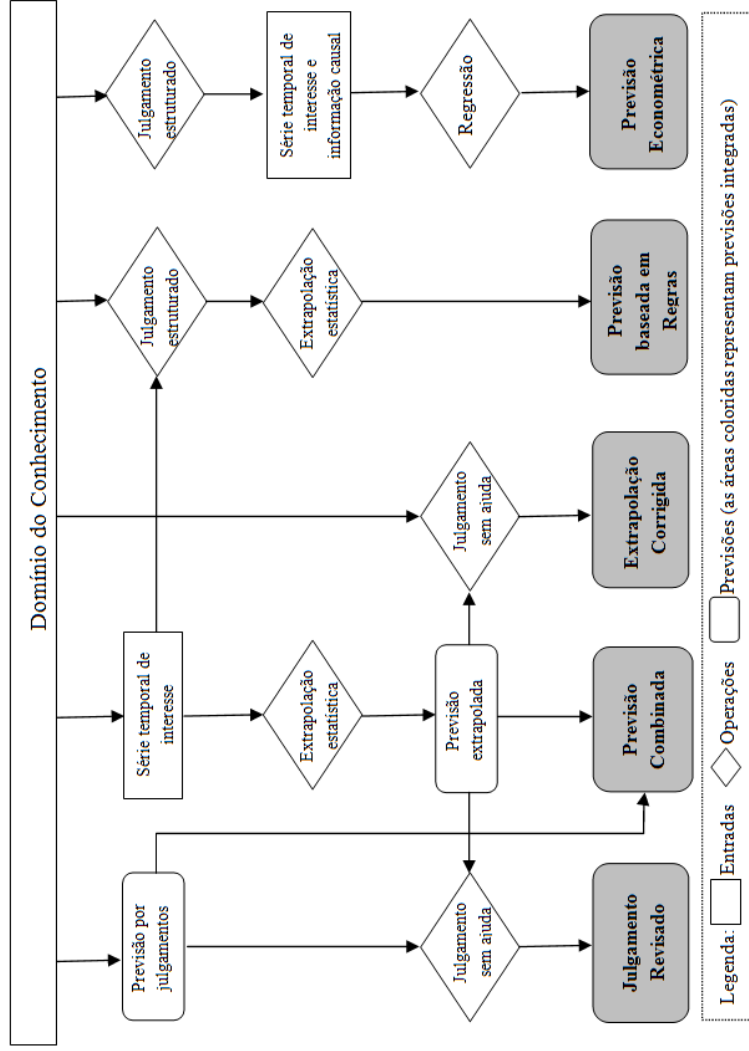 Domínio do Conhecimento
Previsão por
julgamentos
Série temporal de
interesse
Julgamento
estruturado
Julgamento
estruturado
Extrapolação
estatística
Extrapolação
estatística
Série temporal de
interesse e
informação causal
Previsão
extrapolada
Julgamento
sem ajuda
Julgamento
sem ajuda
Regressão
Julgamento
Revisado
Previsão
Combinada
Extrapolação
Corrigida
Previsão
baseada em
Regras
Previsão
Econométrica
Legenda: Entradas Operações Previsões (as áreas coloridas representam previsões integradas)